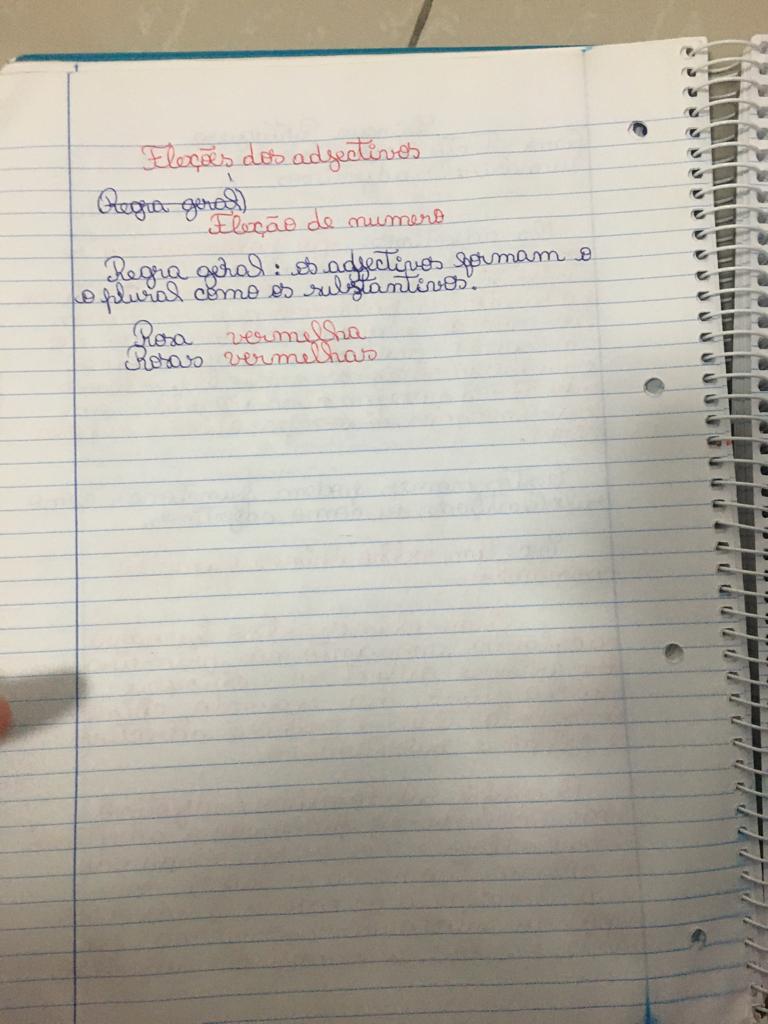 Flexões dos adjectivos
(Regra geral)
Flexão de numero
Regra geral : os adjectivos formam o
o plural como os substantivos.
Rosa vermelha
Rosas vermelhas